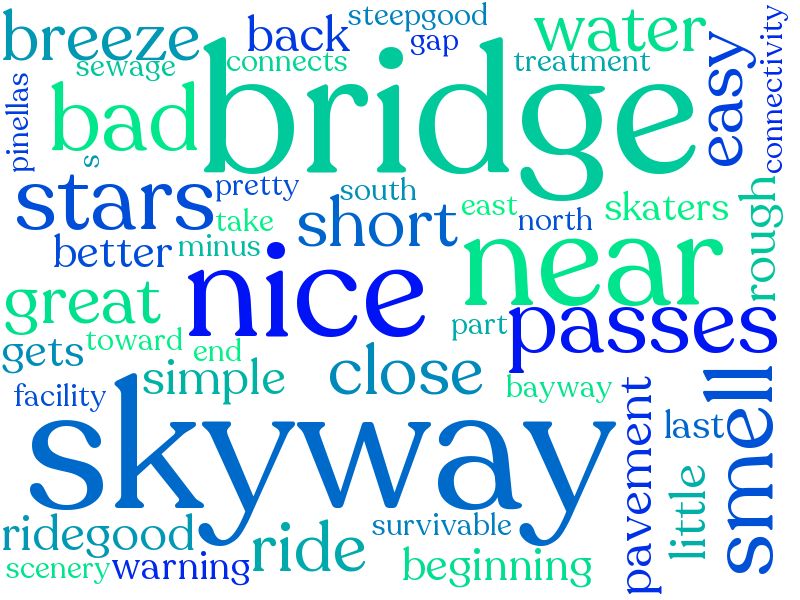 steepgood
breeze
back
gap
water
connectivity
sewage
connects
treatment
easy
bridge
pinellas
bad
s
stars
pretty
south
short
east
north
skaters
rough
take
better
minus
nice
near
great
passes
toward
part
gets
end
simple
close
bayway
facility
skyway
pavement
last
smell
little
ridegood
ride
survivable
scenery
warning
beginning